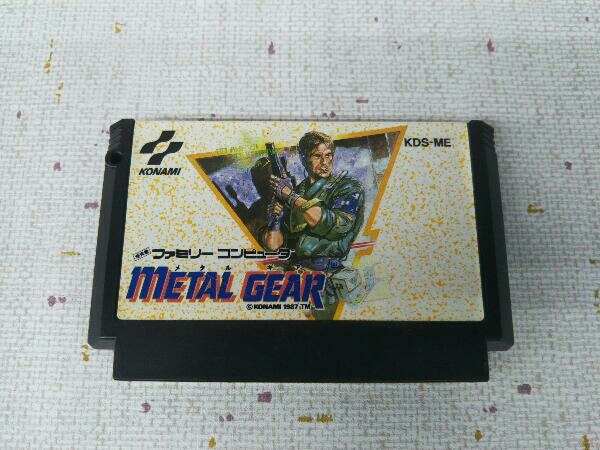 KONAMI
KDS-ME
ファミリー コンピュータ
メタル ギア
METAL GEAR
©KONAMI 1987 TM